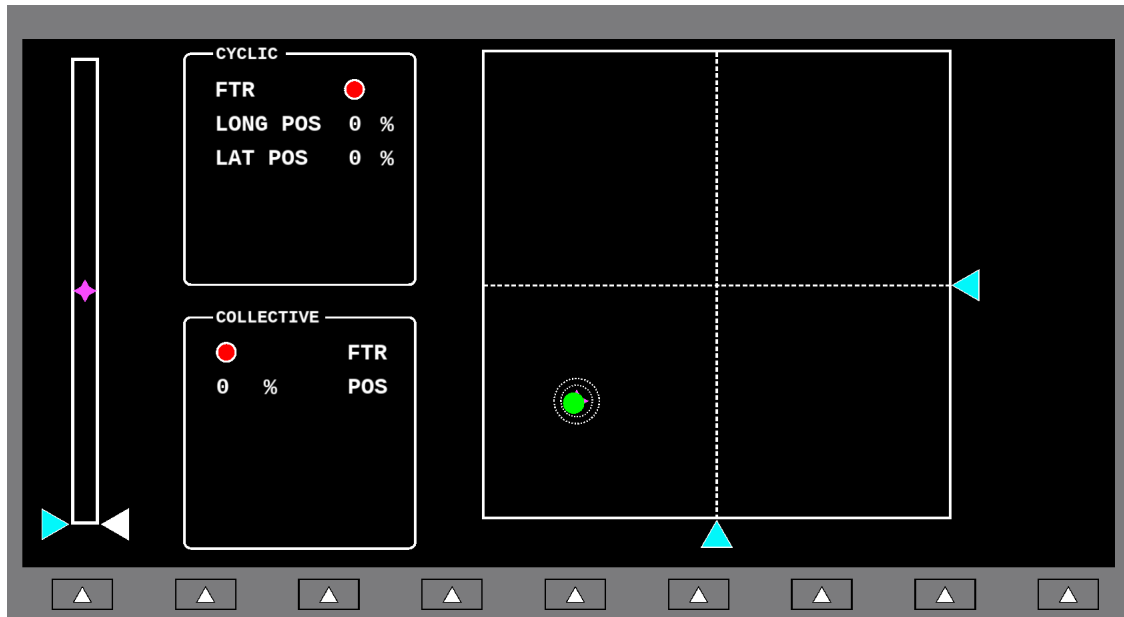 CYCLIC
FTR
LONG POS 0 %
LAT POS 0 %
COLLECTIVE
FTR
0 % POS